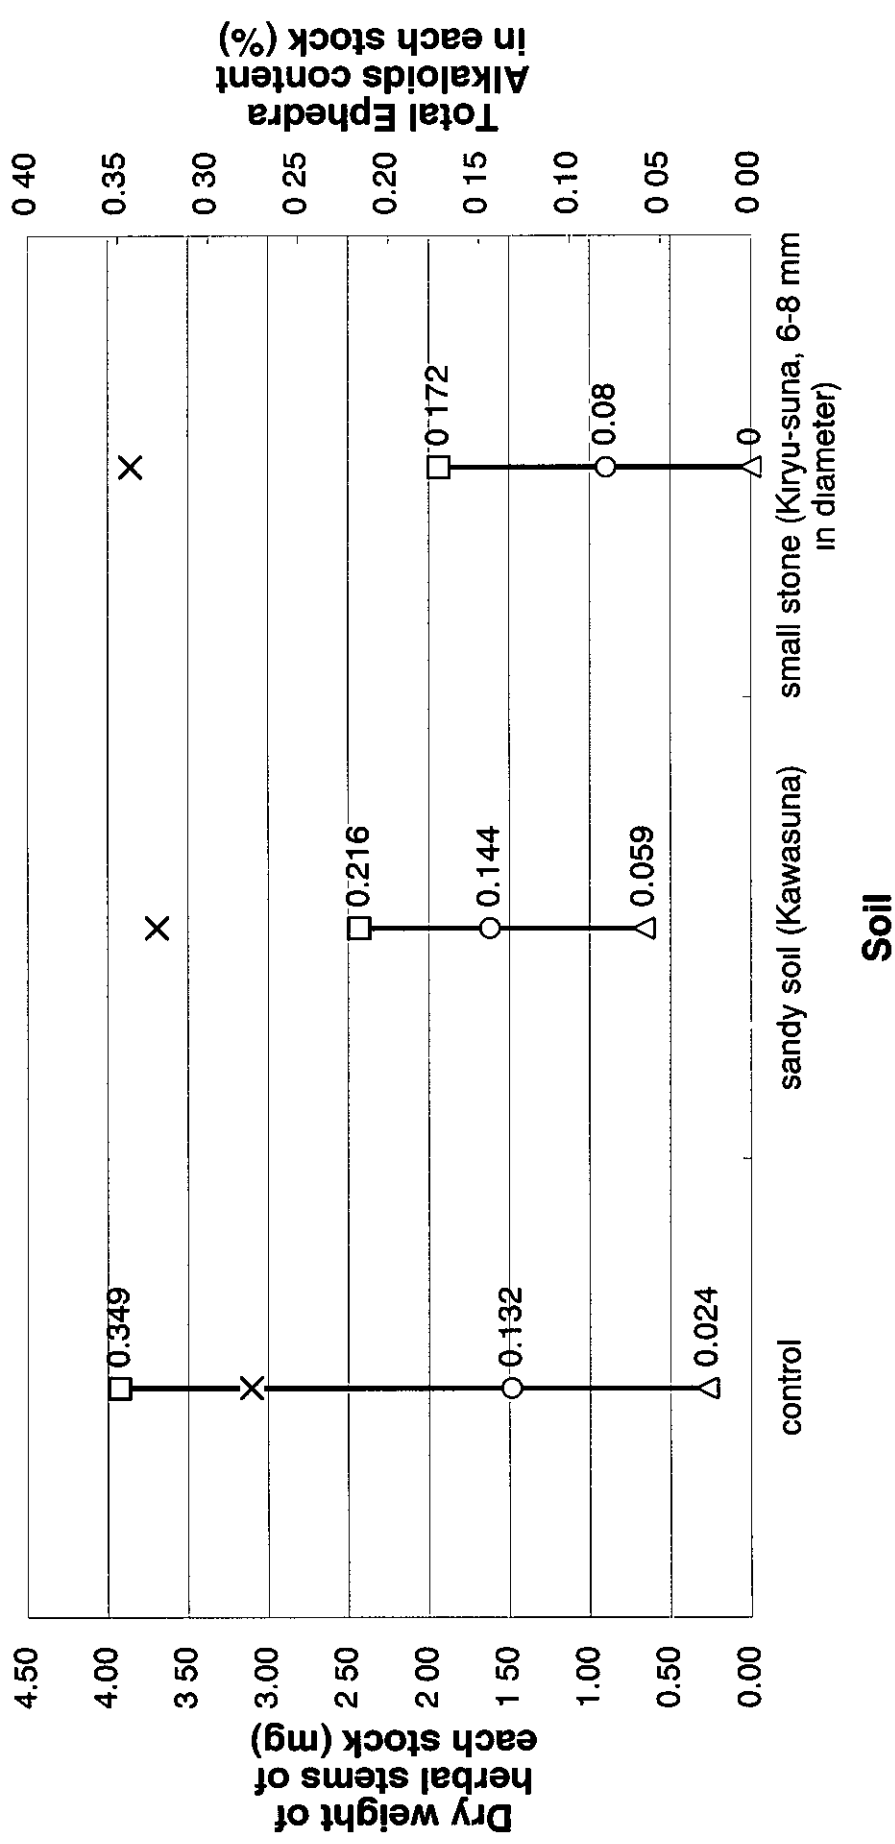 Dry weight of
herbal stems of
each stock (mg)
4.50
4.00
3.50
3.00
2 50
2 00
1 50
1.00
0.50
0.00
0.349
0.132
0.024
0.216
0.144
0.059
0 172
0.08
0
0 40
0 35
0 30
0 25
0 20
0 15
0.10
0 05
0 00
Total Ephedra
Alkaloids content
in each stock (%)
control
sandy soil (Kawasuna)
small stone (Kiryu-suna, 6-8 mm
in diameter)
Soil